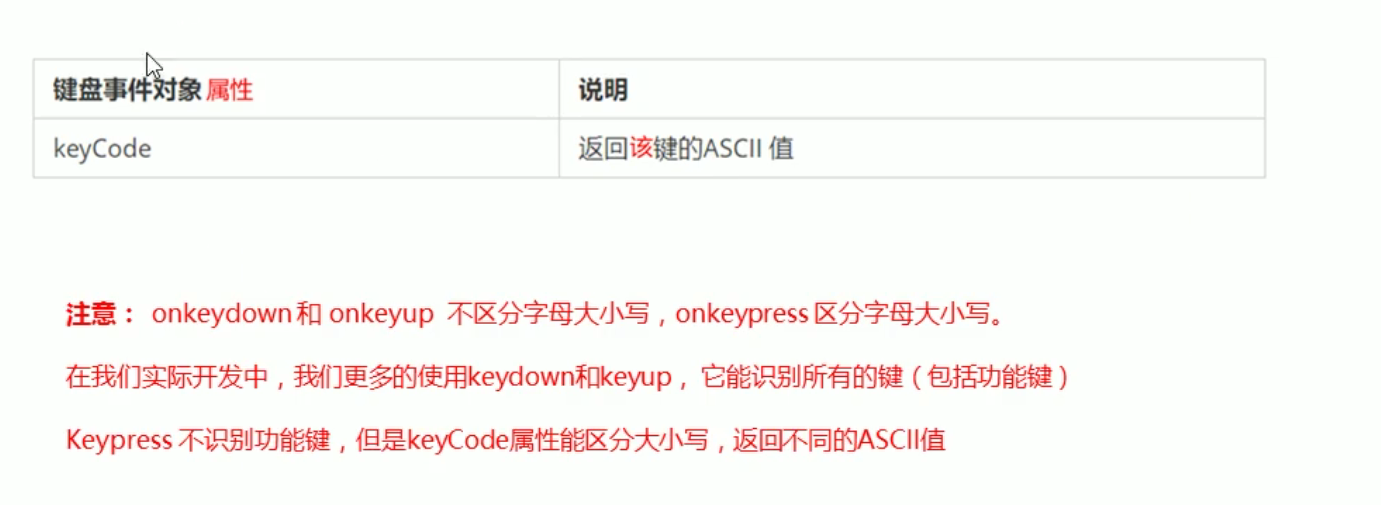 键盘事件对象 属性 说明
keyCode 返回该键的ASCII 值
注意： onkeydown 和 onkeyup 不区分字母大小写，onkeypress 区分字母大小写。
在我们实际开发中，我们更多的使用keydown和keyup， 它能识别所有的键（包括功能键）
Keypress 不识别功能键，但是keyCode属性能区分大小写，返回不同的ASCII值